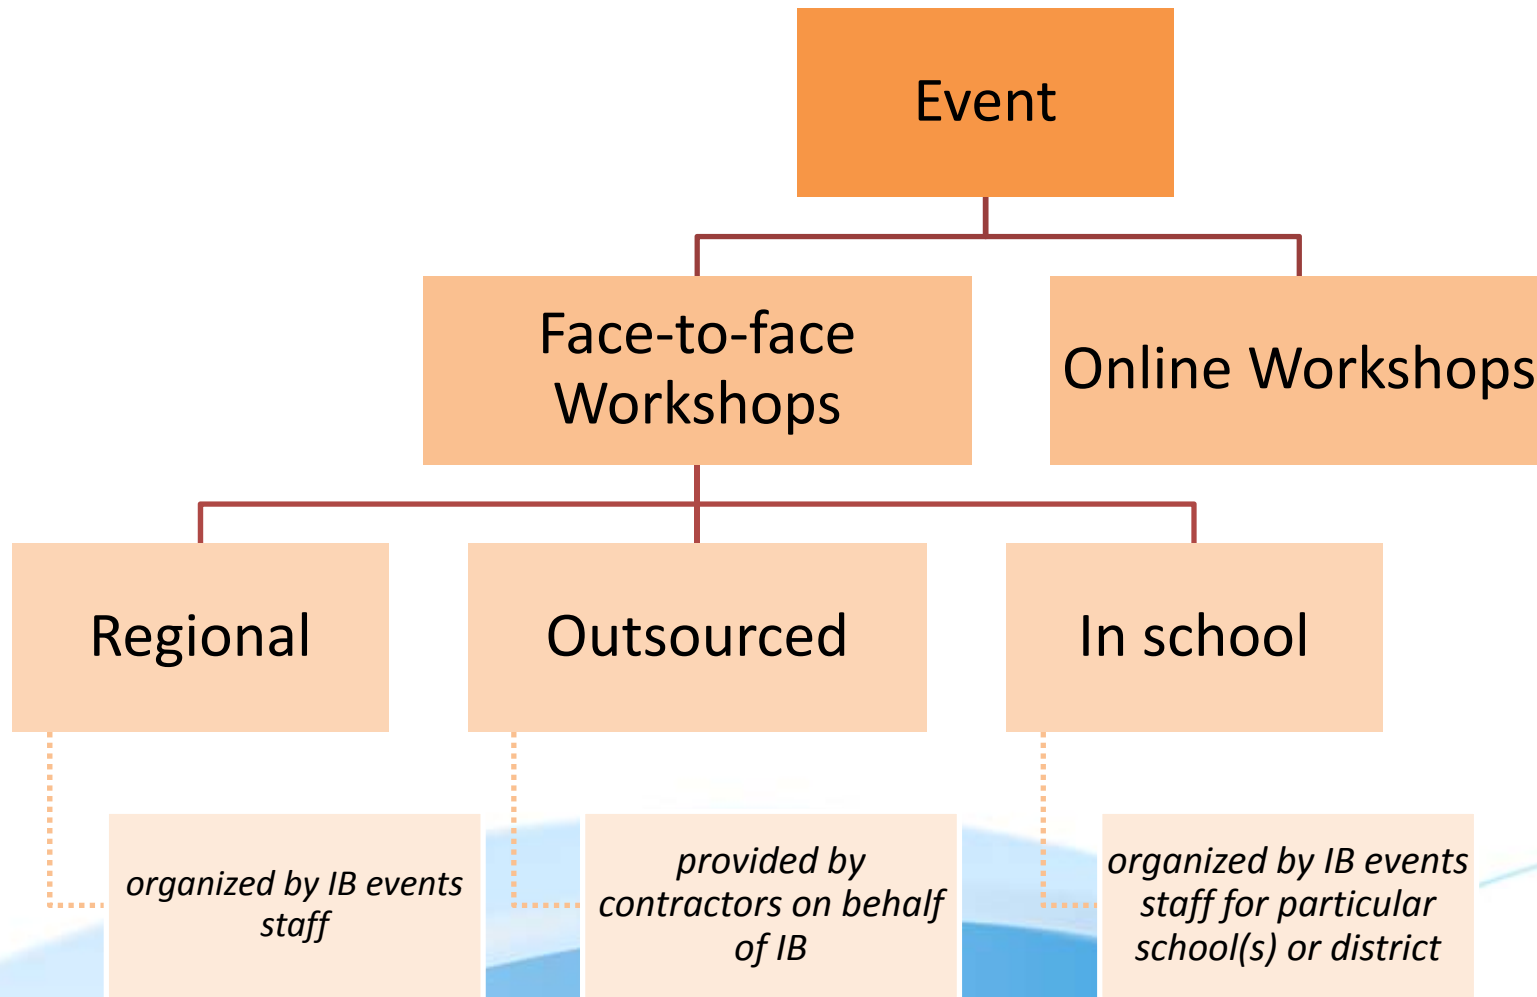 Event
Face-to-face
Workshops
Online Workshops
Regional
Outsourced
In school
organized by IB events
staff
provided by
contractors on behalf
of IB
organized by IB events
staff for particular
school(s) or district